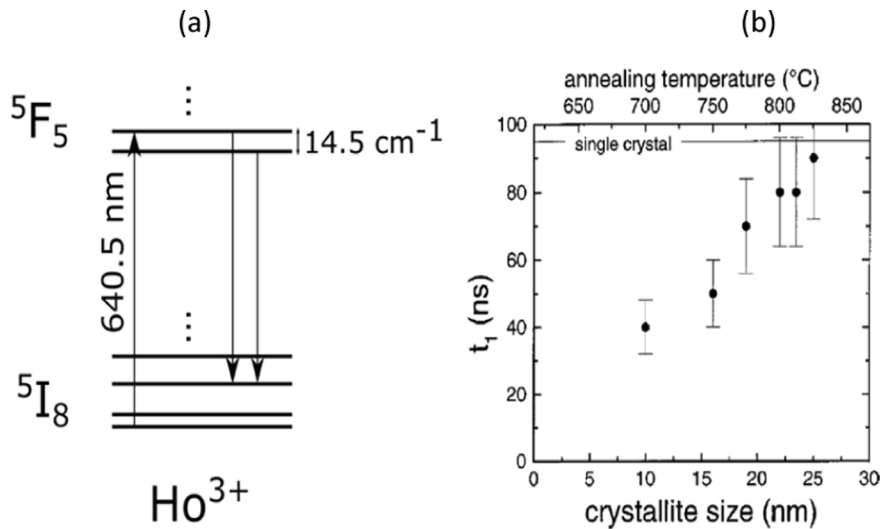 (a)
⋮
⁵F₅
14.5 cm⁻¹
640.5 nm
⋮
⁵I₈
Ho³⁺
(b)
annealing temperature (°C)
650 700 750 800 850
100
single crystal
80
60
40
20
0
t₁ (ns)
0 5 10 15 20 25 30
crystallite size (nm)